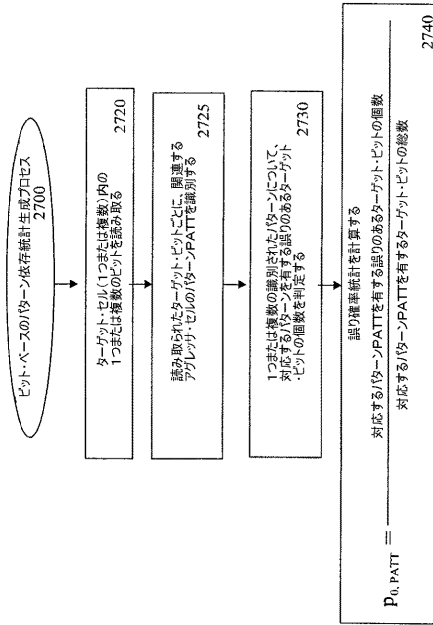 ビット・ベースのパターン依存統計生成プロセス
2700
ターゲット・セル(1つまたは複数)内の
1つまたは複数のビットを読み取る
2720
読み取られたターゲット・ビットごとに、関連する
アグレッサ・セルのパターンPATTを識別する
2725
1つまたは複数の識別されたパターンについて、
対応するパターンを有する誤りのあるターゲット
・ビットの個数を判定する
2730
誤り確率統計を計算する
対応するパターンPATTを有する誤りのあるターゲット・ビットの個数
P0, PATT =
対応するパターンPATTを有するターゲット・ビットの総数
2740